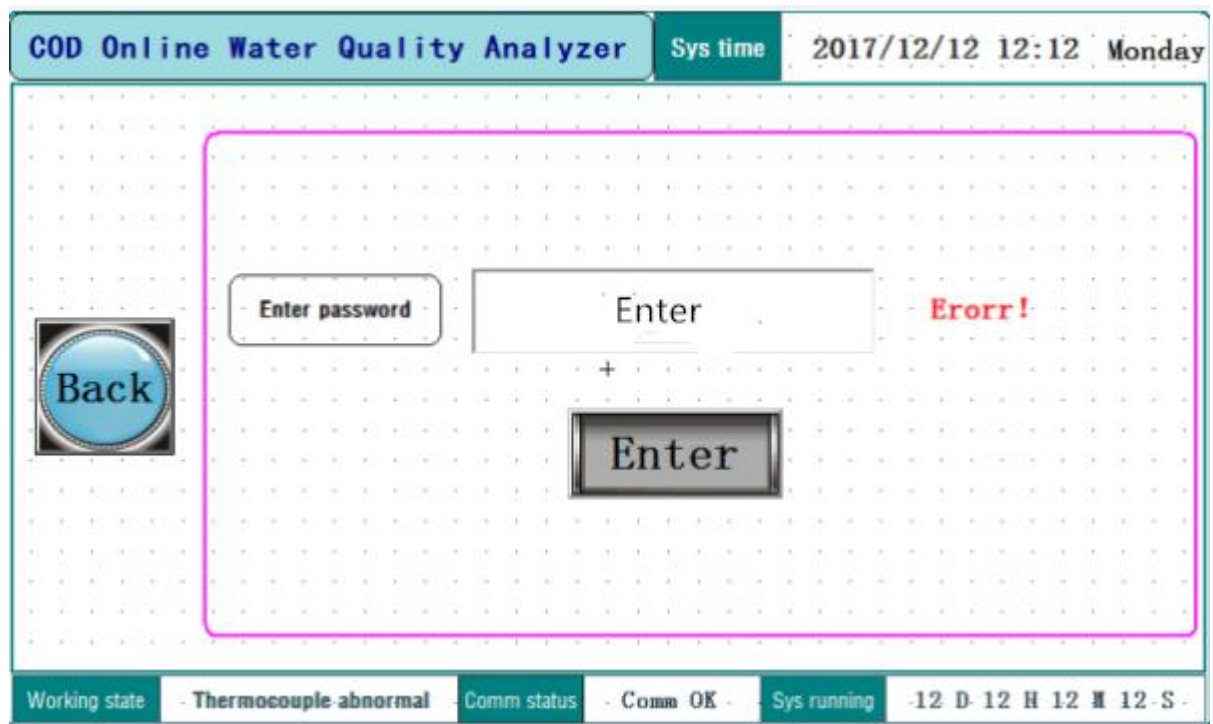 COD Online Water Quality Analyzer Sys time 2017/12/12 12:12 Monday
Enter password Enter Erorr!
Back
Enter
Working state Thermocouple abnormal Comm status Comm OK Sys running 12 D 12 H 12 M 12 S